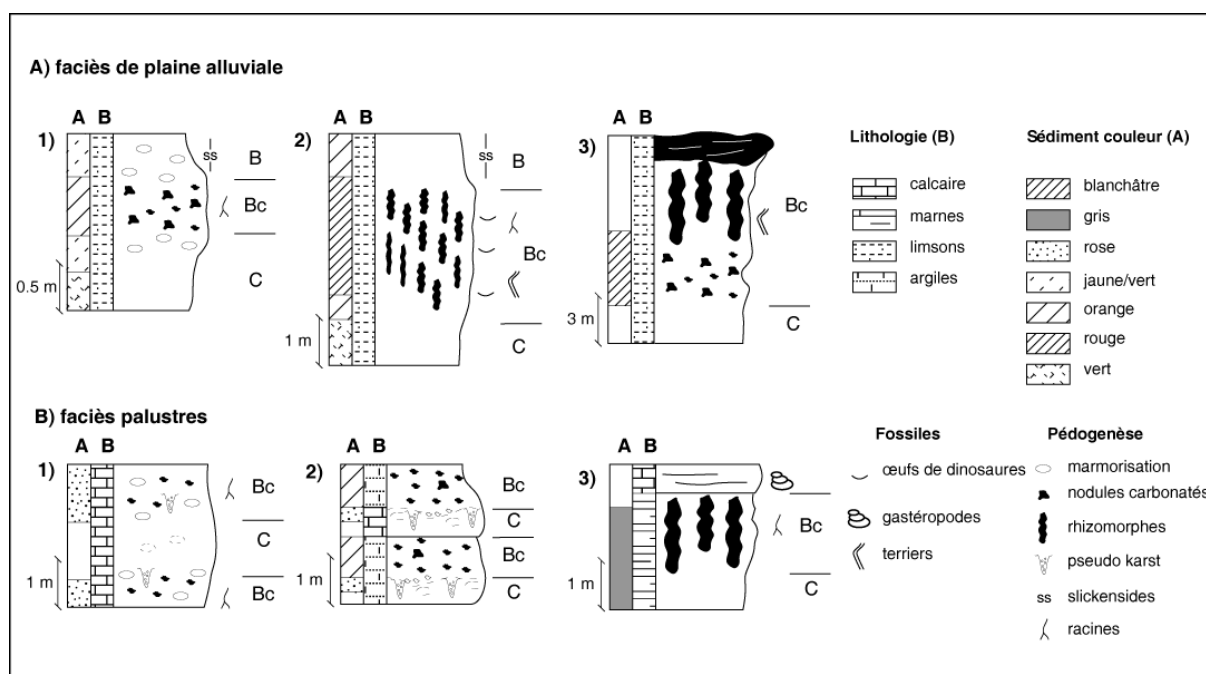 A) faciès de plaine alluviale
A B
1)
ss
B
Bc
C
0.5 m
A B
2)
ss
B
Bc
C
1 m
A B
3)
Bc
C
3 m
Lithologie (B)
calcaire
marnes
limsons
argiles
Sédiment couleur (A)
blanchâtre
gris
rose
jaune/vert
orange
rouge
vert
B) faciès palustres
A B
1)
Bc
C
Bc
1 m
A B
2)
Bc
C
Bc
C
1 m
A B
3)
Bc
C
1 m
Fossiles
œufs de dinosaures
gastéropodes
terriers
Pédogenèse
marmorisation
nodules carbonatés
rhizomorphes
pseudo karst
ss slickensides
racines